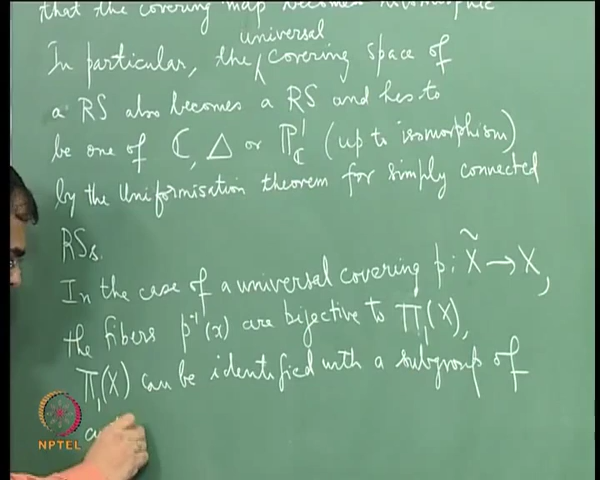 that the covering map becomes holomorphic
universal
In particular, the ∧ covering space of
a RS also becomes a RS and has to
be one of ℂ, Δ or ℙ¹_ℂ (up to isomorphism)
by the Uniformisation theorem for simply connected
RSs.
In the case of a universal covering p: X̃ → X,
the fibers p⁻¹(x) are bijective to Π₁(X),
Π₁(X) can be identified with a subgroup of
NPTEL